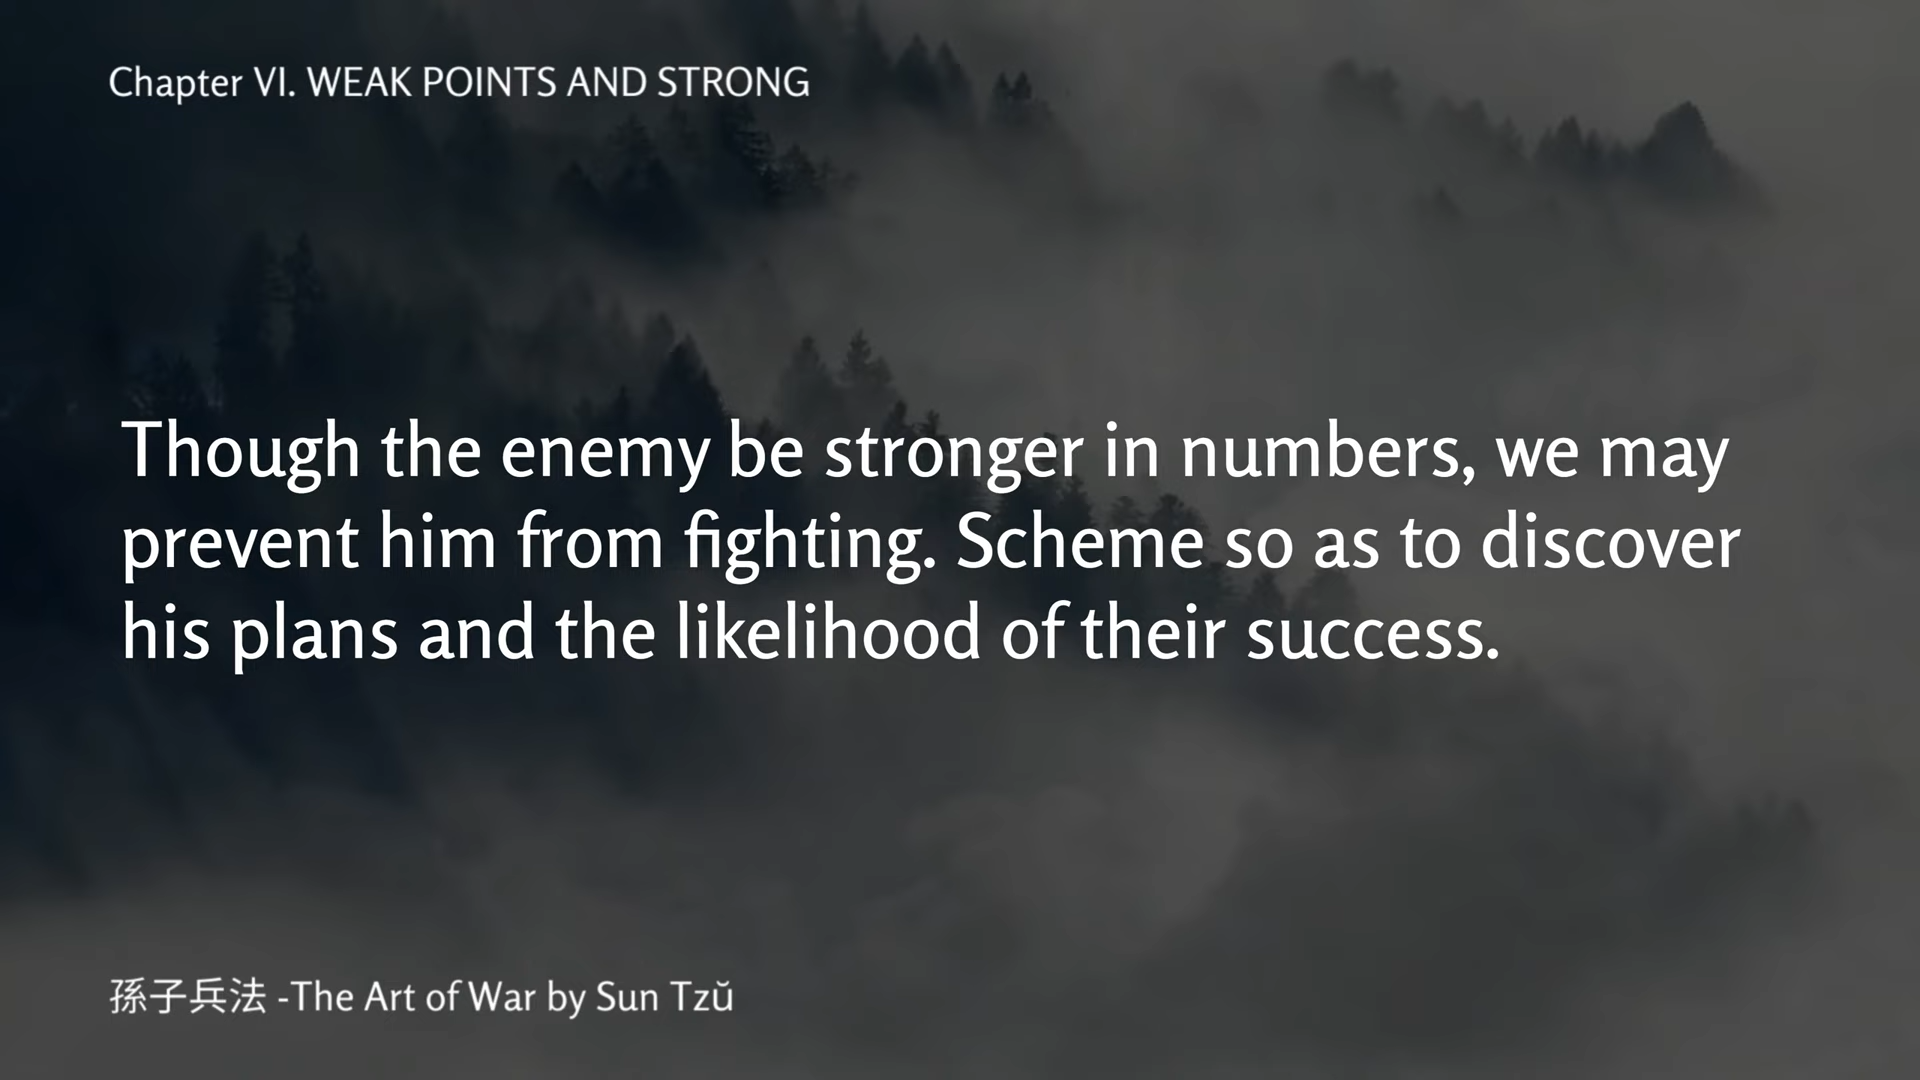 Chapter VI. WEAK POINTS AND STRONG
Though the enemy be stronger in numbers, we may
prevent him from fighting. Scheme so as to discover
his plans and the likelihood of their success.
孫子兵法 -The Art of War by Sun Tzŭ